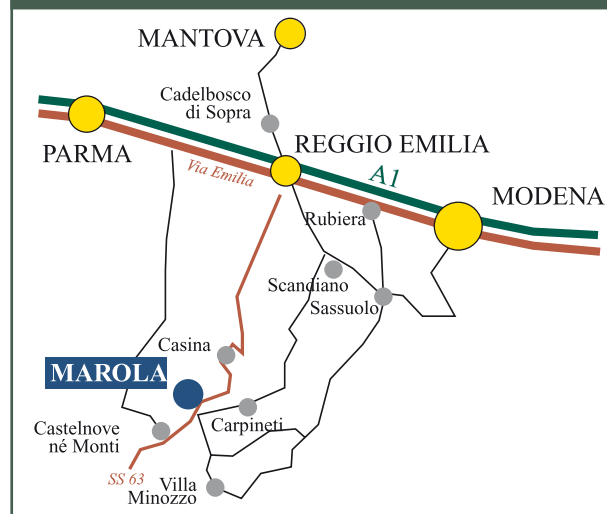 MANTOVA
Cadelbosco
di Sopra
REGGIO EMILIA
PARMA
Via Emilia
A1
MODENA
Rubiera
Scandiano
Sassuolo
Casina
MAROLA
Castelnove
né Monti
Carpineti
SS 63
Villa
Minozzo